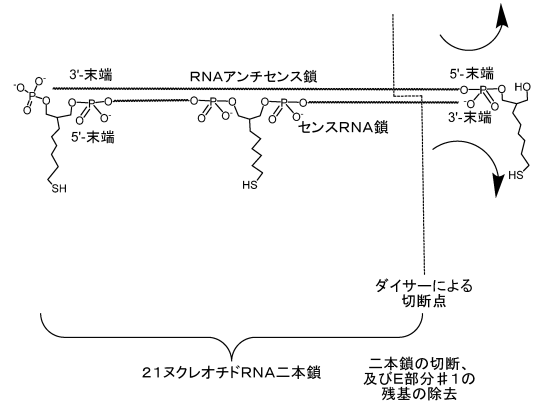 3'-末端
RNAアンチセンス鎖
5'-末端
⁻O
O⁻
P
O
O
O
O
P
O⁻
O
O
P
O⁻
O
O
O
P
O⁻
O
O
P
O
O⁻
O
HO
5'-末端
センスRNA鎖
3'-末端
SH
HS
HS
ダイサーによる
切断点
21ヌクレオチドRNA二本鎖
二本鎖の切断、
及びE部分♯1の
残基の除去